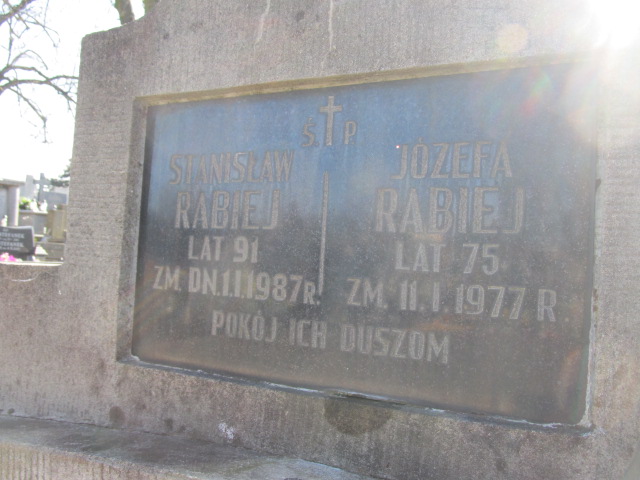 Ś P
STANISŁAW
RABIEJ
LAT 91
ZM. DN. 1.1.1987R.
JÓZEFA
RABIEJ
LAT 75
ZM. 11.1.1977 R.
POKÓJ ICH DUSZOM